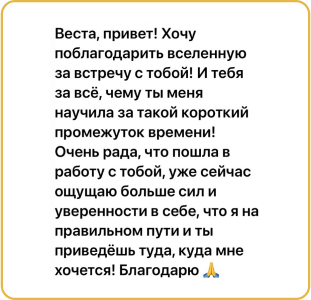 Веста, привет! Хочу
поблагодарить вселенную
за встречу с тобой! И тебя
за всё, чему ты меня
научила за такой короткий
промежуток времени!
Очень рада, что пошла в
работу с тобой, уже сейчас
ощущаю больше сил и
уверенности в себе, что я на
правильном пути и ты
приведёшь туда, куда мне
хочется! Благодарю 🙏